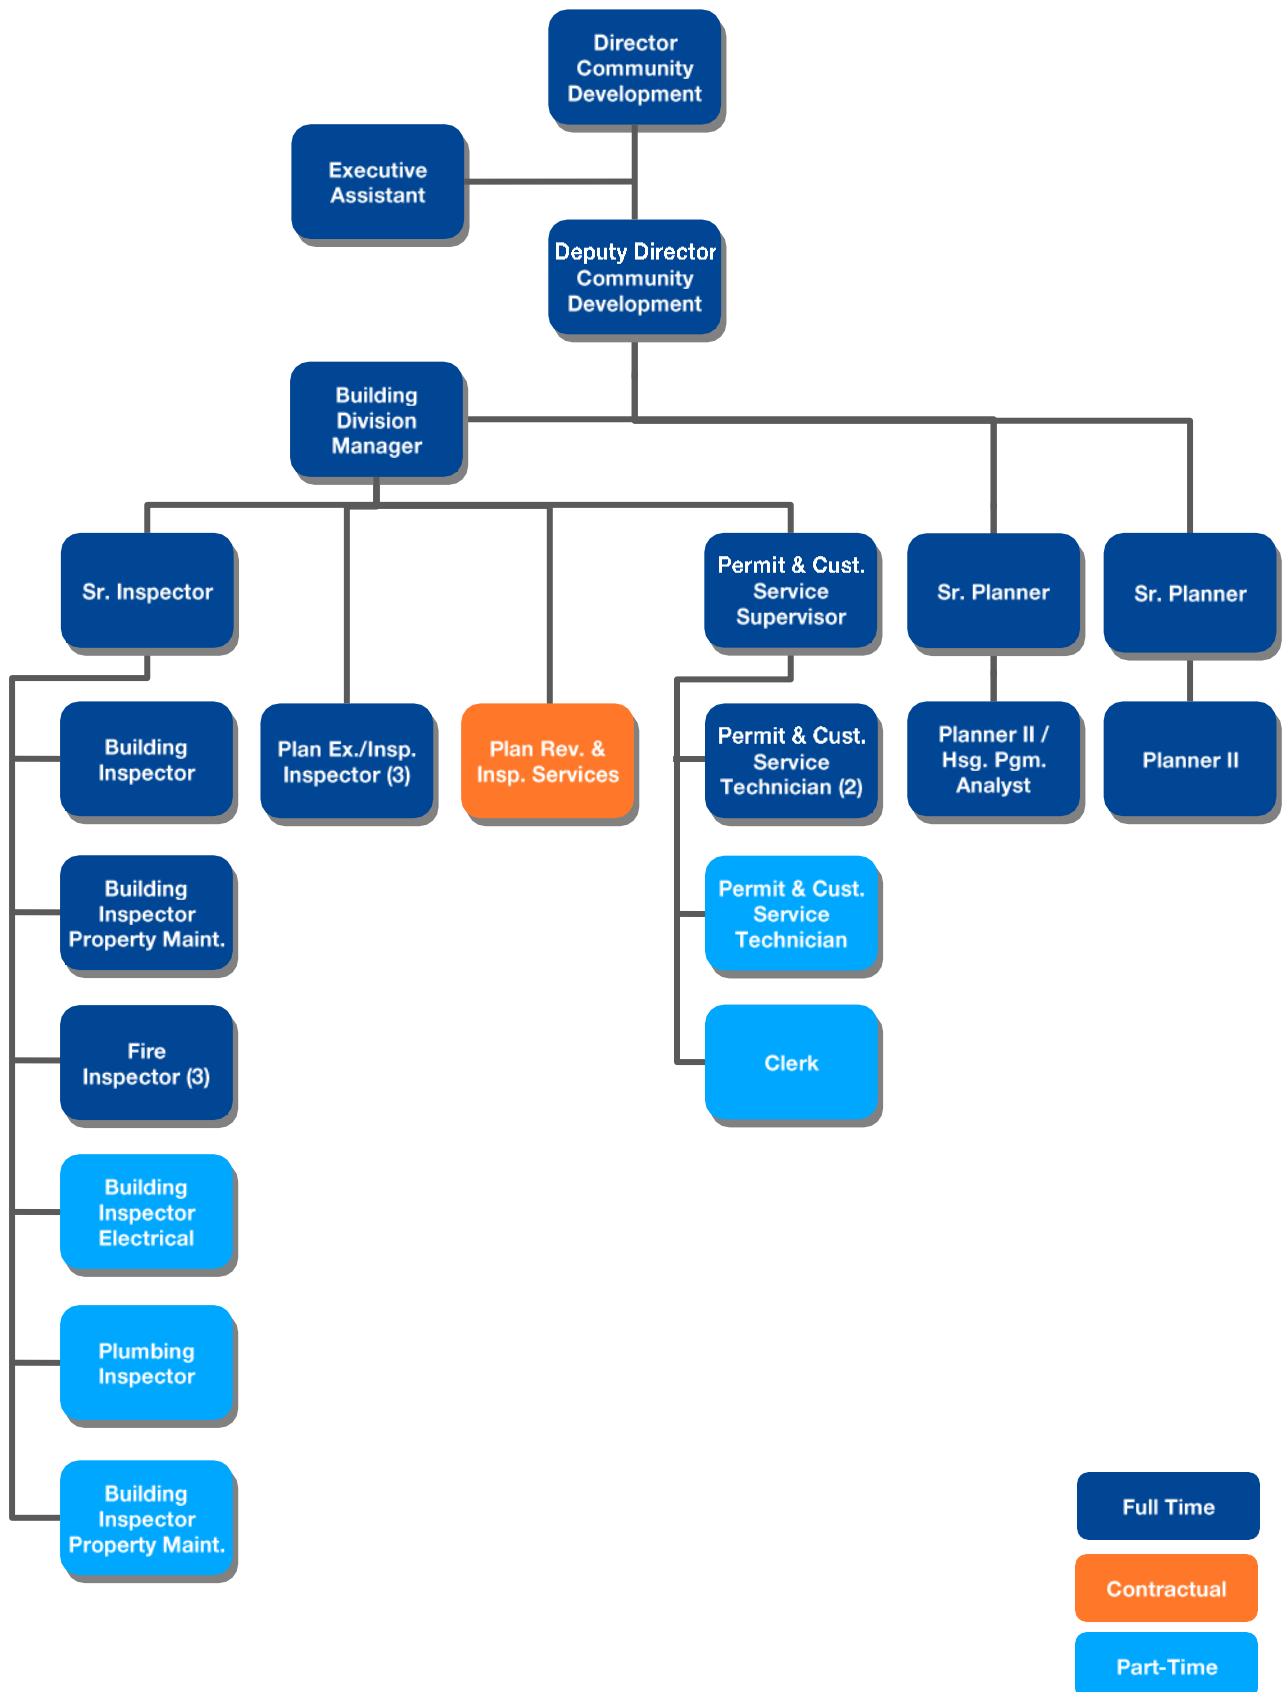 Director
Community
Development
Executive
Assistant
Deputy Director
Community
Development
Building
Division
Manager
Sr. Inspector
Permit & Cust.
Service
Supervisor
Sr. Planner
Sr. Planner
Building
Inspector
Plan Ex./Insp.
Inspector (3)
Plan Rev. &
Insp. Services
Permit & Cust.
Service
Technician (2)
Planner II /
Hsg. Pgm.
Analyst
Planner II
Building
Inspector
Property Maint.
Permit & Cust.
Service
Technician
Fire
Inspector (3)
Clerk
Building
Inspector
Electrical
Plumbing
Inspector
Building
Inspector
Property Maint.
Full Time
Contractual
Part-Time